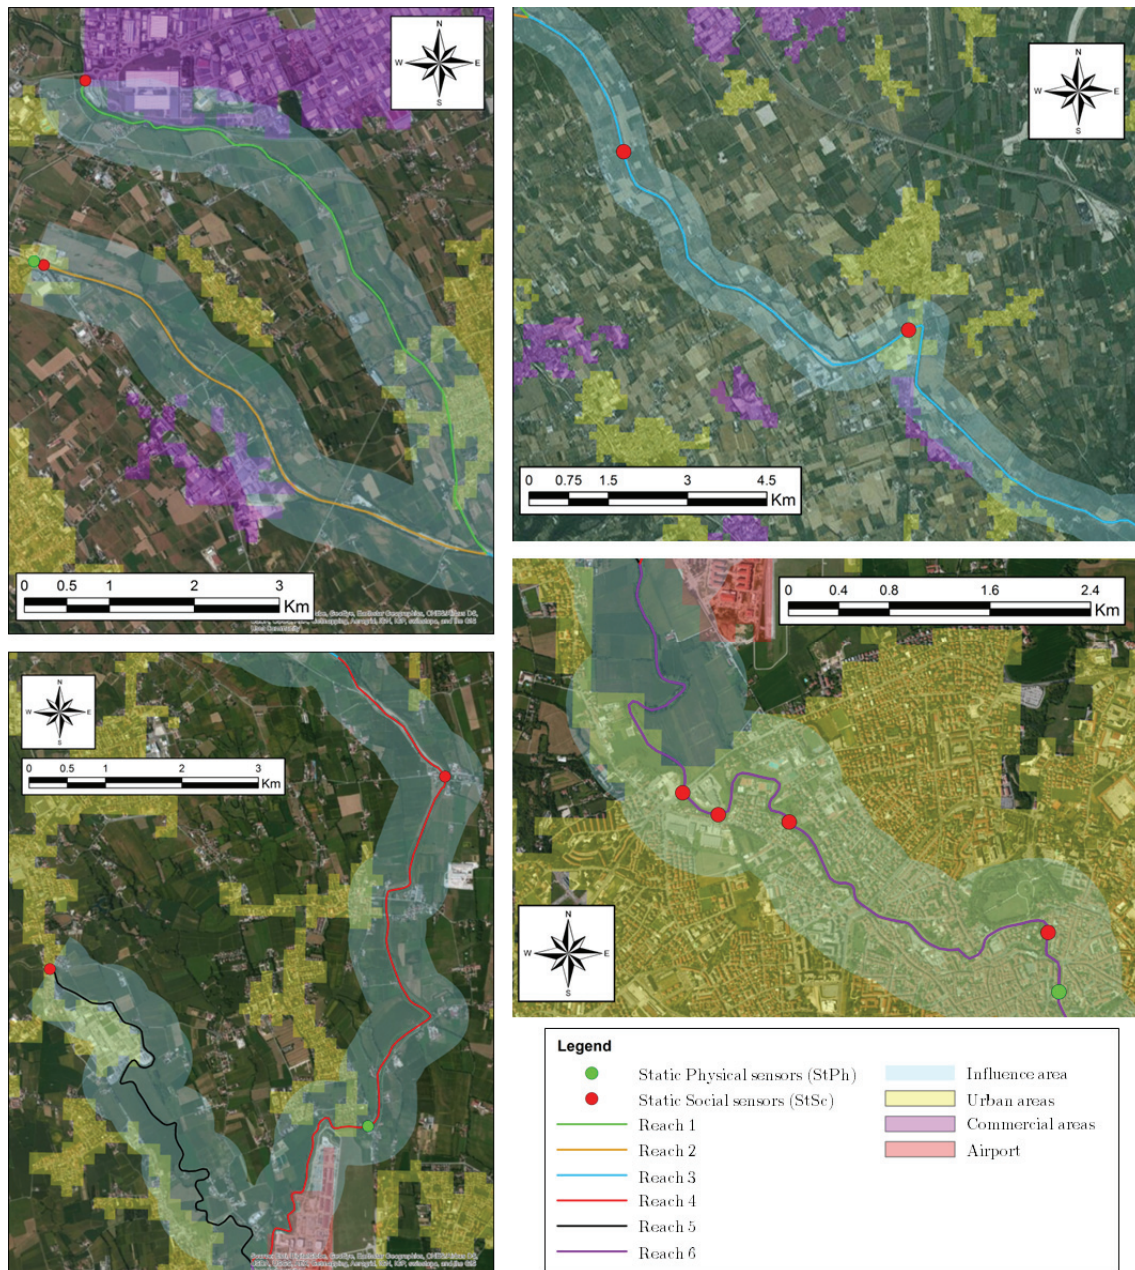 N
W E
S
0 0.5 1 2 3
Km
N
W E
S
0 0.75 1.5 3 4.5
Km
N
W E
S
0 0.5 1 2 3
Km
0 0.4 0.8 1.6 2.4
Km
N
W E
S
Legend
Static Physical sensors (StPh)
Static Social sensors (StSc)
Reach 1
Reach 2
Reach 3
Reach 4
Reach 5
Reach 6
Influence area
Urban areas
Commercial areas
Airport